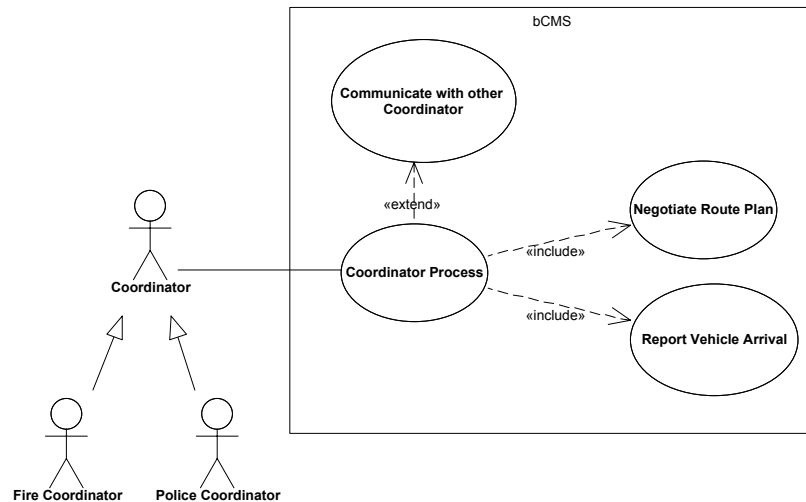 bCMS
Communicate with other
Coordinator
«extend»
Negotiate Route Plan
«include»
Coordinator Process
Coordinator
«include»
Report Vehicle Arrival
Fire Coordinator
Police Coordinator